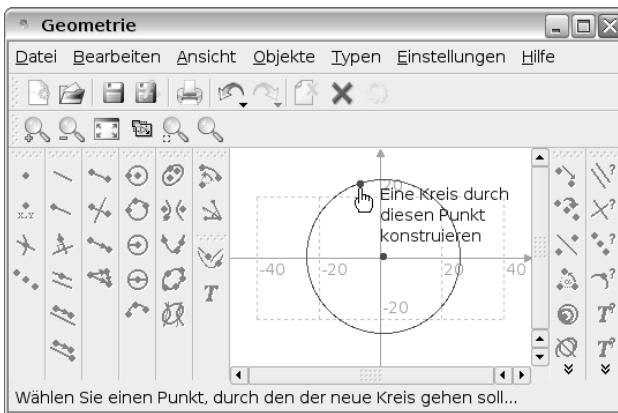 Geometrie
Datei Bearbeiten Ansicht Objekte Typen Einstellungen Hilfe
x.y
20
Eine Kreis durch
diesen Punkt
konstruieren
-40 -20 20 40
-20
T
T?
T?
Wählen Sie einen Punkt, durch den der neue Kreis gehen soll...